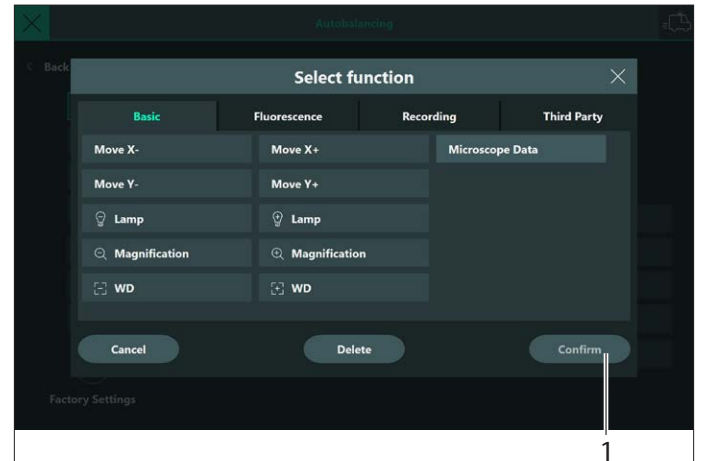 Autobalancing
Back
Select function
Basic Fluorescence Recording Third Party
Move X- Move X+ Microscope Data
Move Y- Move Y+
Lamp Lamp
Magnification Magnification
WD WD
Cancel Delete Confirm
Factory Settings
1